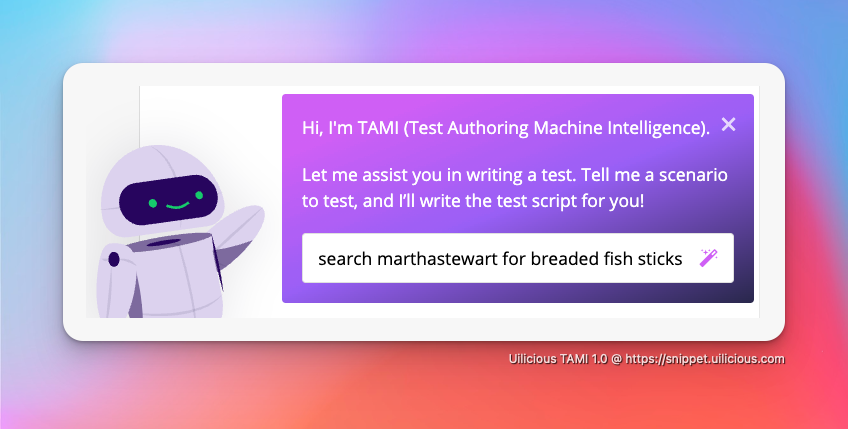 Hi, I'm TAMI (Test Authoring Machine Intelligence).
Let me assist you in writing a test. Tell me a scenario
to test, and I’ll write the test script for you!
search marthastewart for breaded fish sticks
Uilicious TAMI 1.0 @ https://snippet.uilicious.com